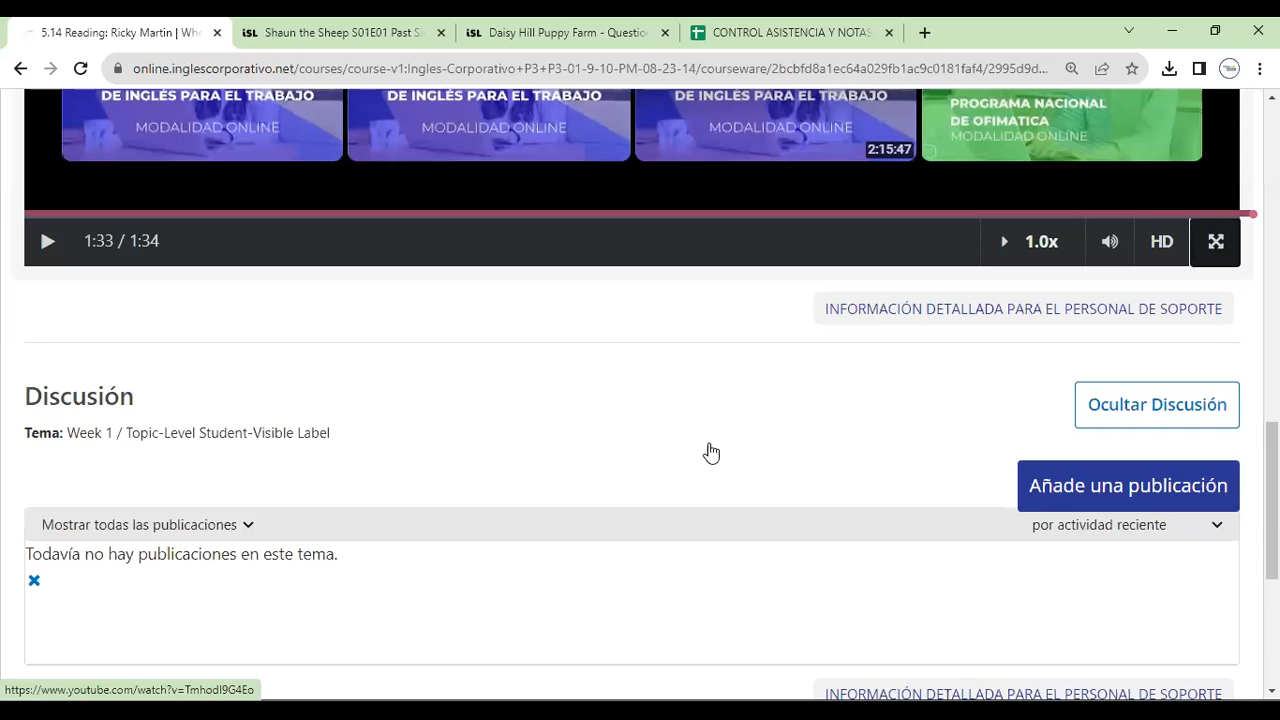 5.14 Reading: Ricky Martin | Whe
iSL Shaun the Sheep S01E01 Past Si
iSL Daisy Hill Puppy Farm - Questio
CONTROL ASISTENCIA Y NOTAS
online.inglescorporativo.net/courses/course-v1:Ingles-Corporativo+P3+P3-01-9-10-PM-08-23-14/courseware/2bcbfd8a1ec64a029fb1ac9c0181faf4/2995d9d...
DE INGLÉS PARA EL TRABAJO
MODALIDAD ONLINE
DE INGLÉS PARA EL TRABAJO
MODALIDAD ONLINE
DE INGLÉS PARA EL TRABAJO
MODALIDAD ONLINE
2:15:47
PROGRAMA NACIONAL
DE OFIMATICA
MODALIDAD ONLINE
1:33 / 1:34
1.0x
HD
INFORMACIÓN DETALLADA PARA EL PERSONAL DE SOPORTE
Discusión
Ocultar Discusión
Tema: Week 1 / Topic-Level Student-Visible Label
Añade una publicación
Mostrar todas las publicaciones
por actividad reciente
Todavía no hay publicaciones en este tema.
https://www.youtube.com/watch?v=TmhodI9G4Eo
INFORMACIÓN DETALLADA PARA EL PERSONAL DE SOPORTE